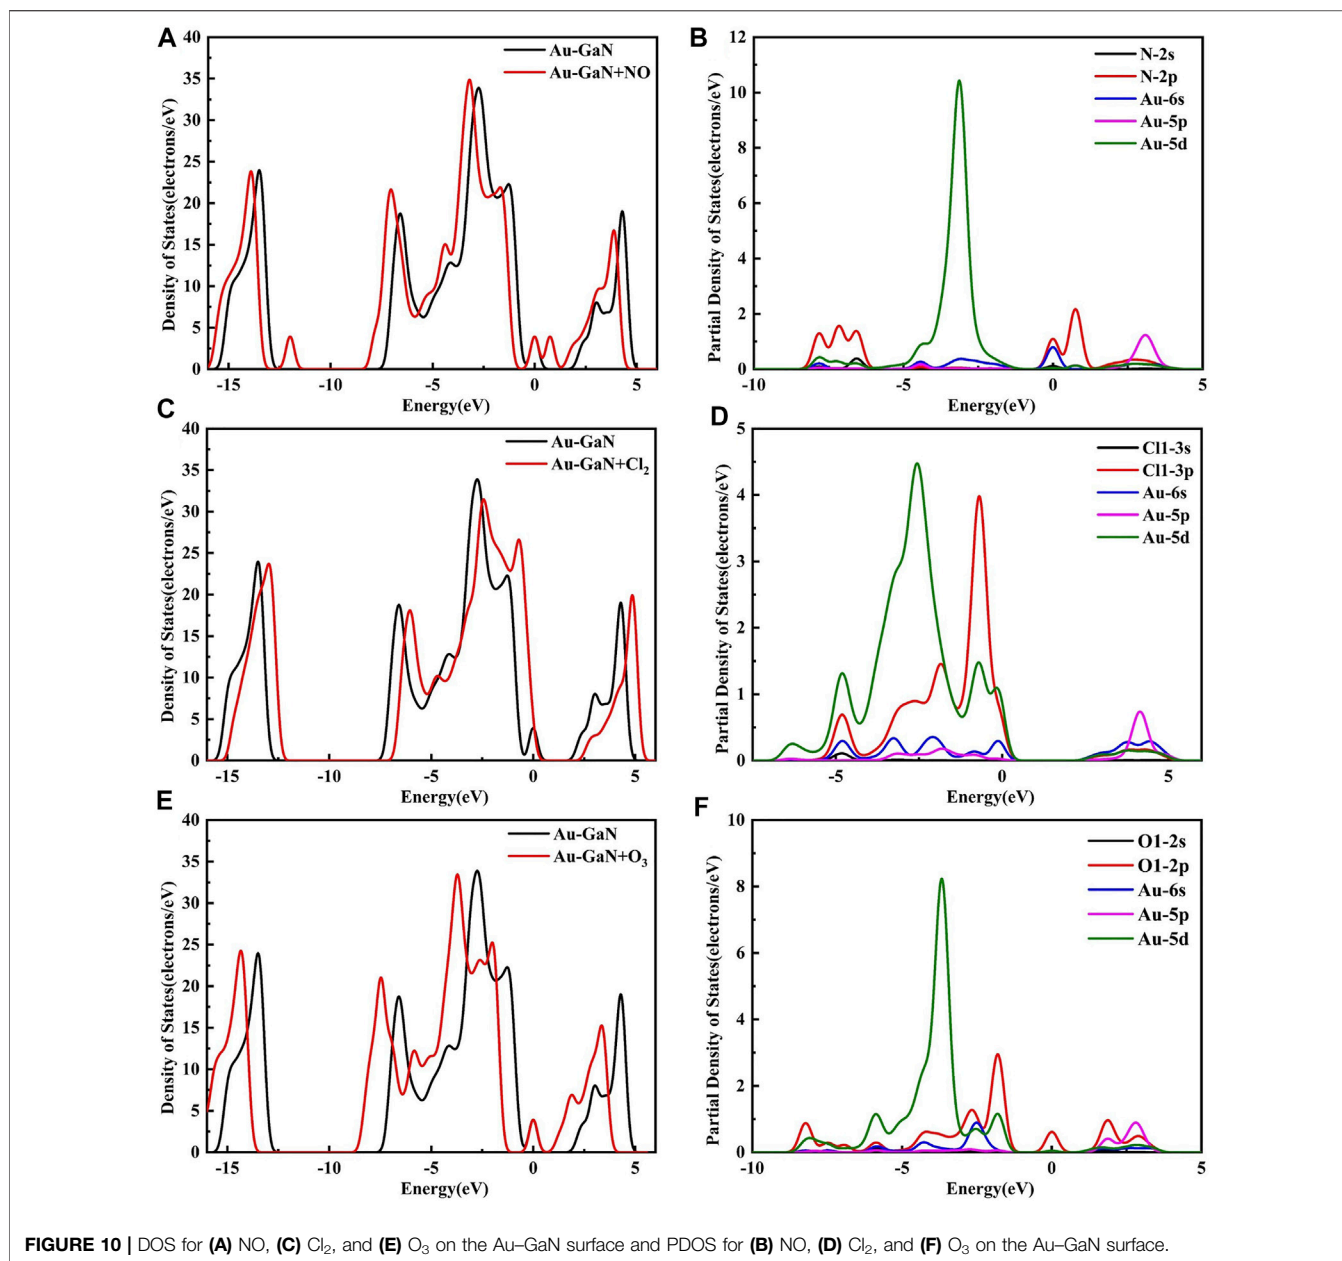 A
40
35
30
25
20
15
10
5
0
Density of States(electrons/eV)
Au-GaN
Au-GaN+NO
-15
-10
-5
0
5
Energy(eV)
B
12
10
8
6
4
2
0
Partial Density of States(electrons/eV)
N-2s
N-2p
Au-6s
Au-5p
Au-5d
-10
-5
0
5
Energy(eV)
C
40
35
30
25
20
15
10
5
0
Density of States(electrons/eV)
Au-GaN
Au-GaN+Cl₂
-15
-10
-5
0
5
Energy(eV)
D
5
4
3
2
1
0
Partial Density of States(electrons/eV)
Cl1-3s
Cl1-3p
Au-6s
Au-5p
Au-5d
-5
0
5
Energy(eV)
E
40
35
30
25
20
15
10
5
0
Density of States(electrons/eV)
Au-GaN
Au-GaN+O₃
-15
-10
-5
0
5
Energy(eV)
F
10
8
6
4
2
0
Partial Density of States(electrons/eV)
O1-2s
O1-2p
Au-6s
Au-5p
Au-5d
-10
-5
0
5
Energy(eV)
FIGURE 10 | DOS for (A) NO, (C) Cl₂, and (E) O₃ on the Au–GaN surface and PDOS for (B) NO, (D) Cl₂, and (F) O₃ on the Au–GaN surface.